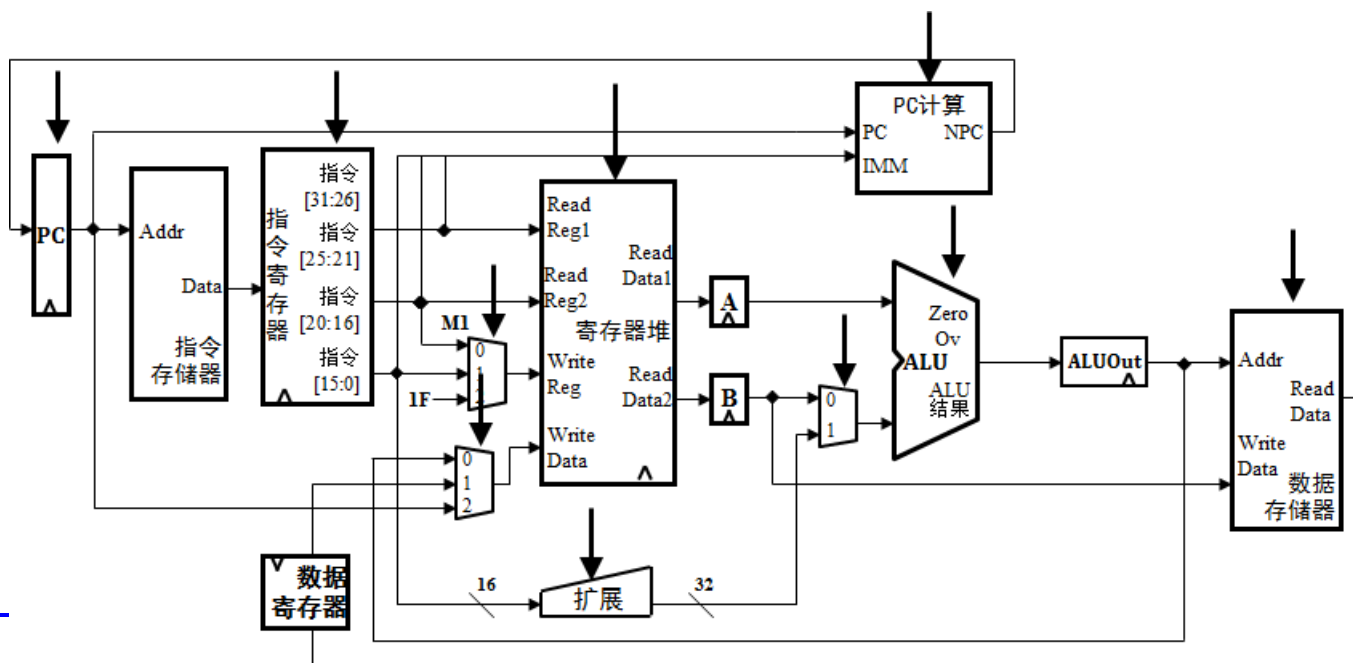 PC计算
PC
NPC
IMM
PC
Addr
Data
指令
存储器
指令寄存器
指令
[31:26]
指令
[25:21]
指令
[20:16]
指令
[15:0]
M1
0
1
2
1F
0
1
2
Read
Reg1
Read
Reg2
Write
Reg
Write
Data
Read
Data1
寄存器堆
Read
Data2
A
B
0
1
Zero
Ov
ALU
ALU
结果
ALUOut
Addr
Read
Data
Write
Data
数据
存储器
数据
寄存器
16
扩展
32